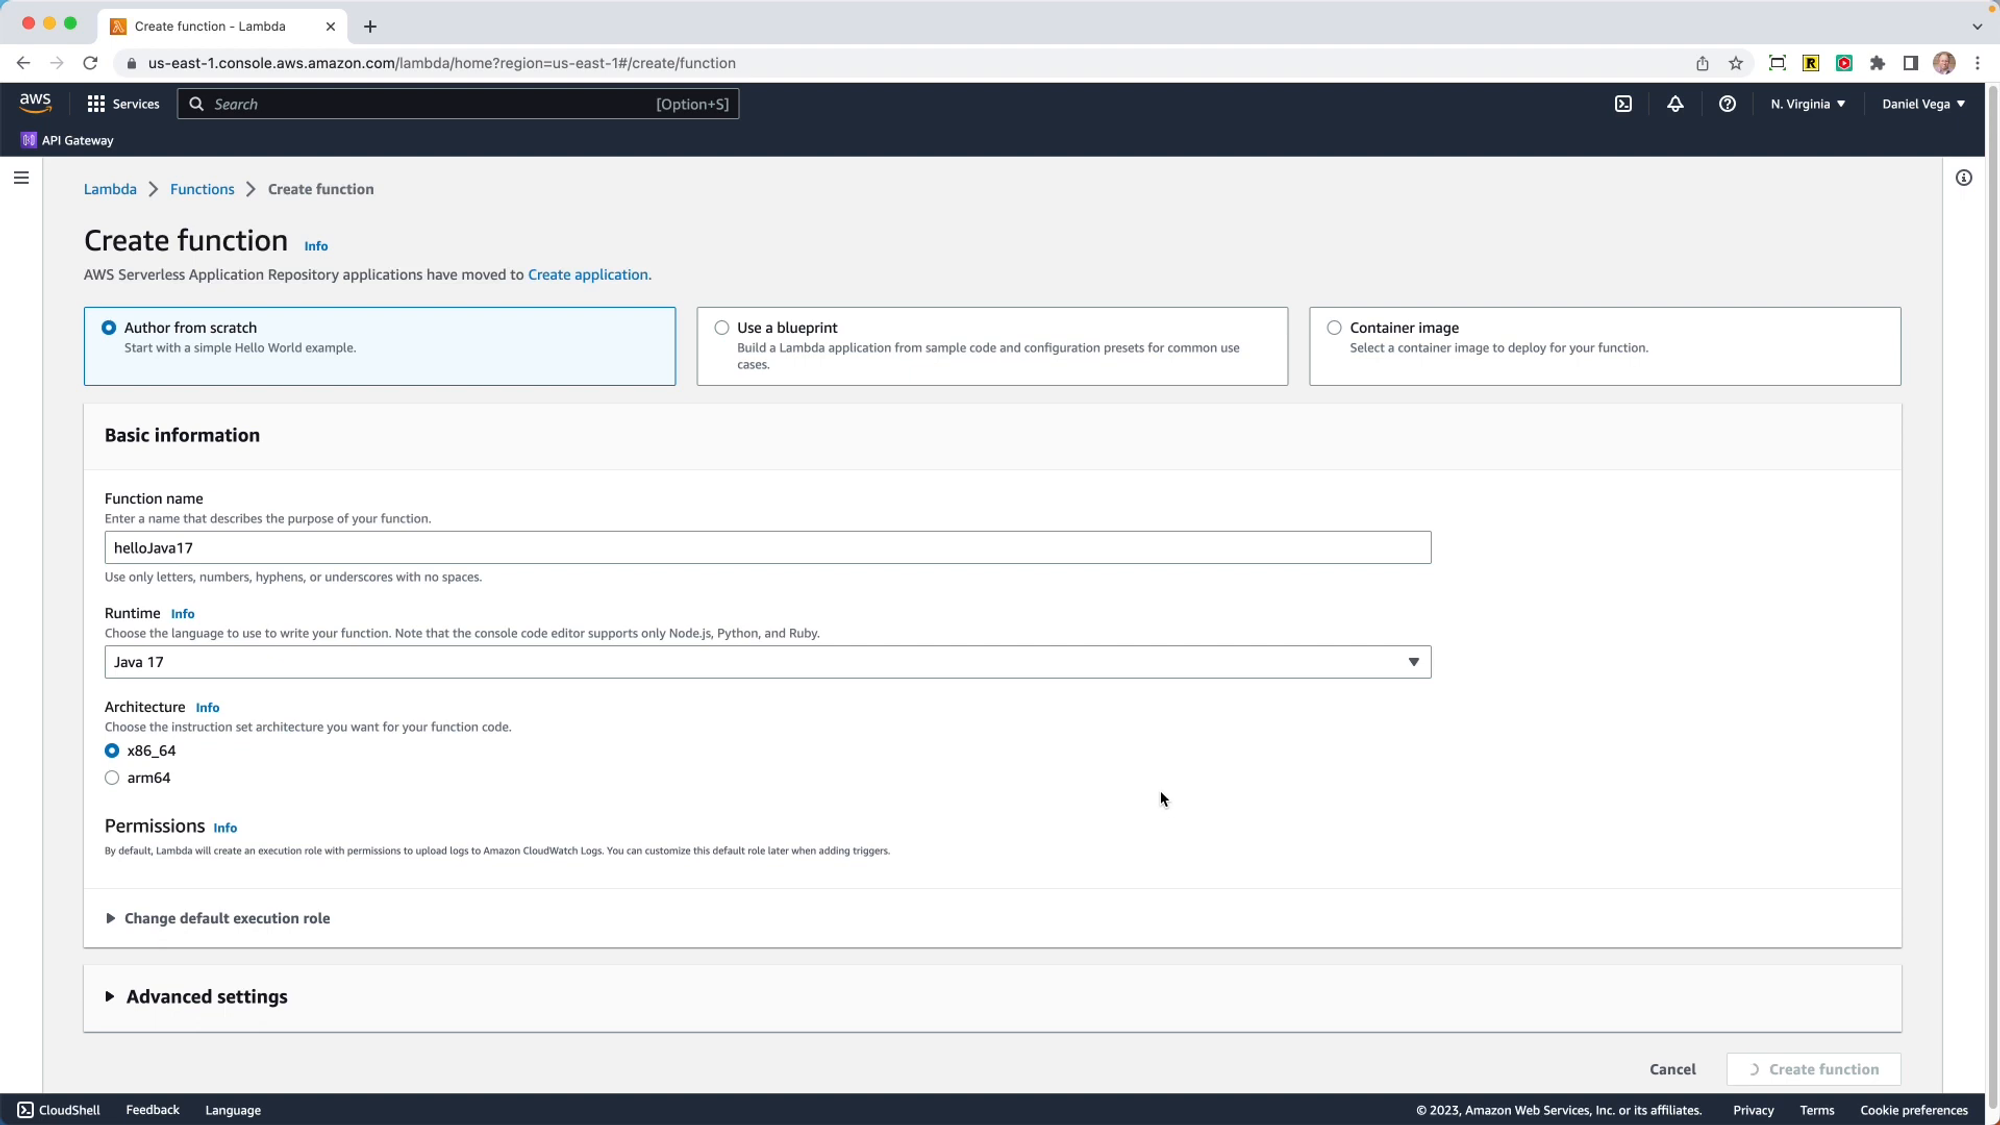 Create function - Lambda
us-east-1.console.aws.amazon.com/lambda/home?region=us-east-1#/create/function
aws
Services
Search
[Option+S]
N. Virginia
Daniel Vega
API Gateway
Lambda
Functions
Create function
Create function Info
AWS Serverless Application Repository applications have moved to Create application.
Author from scratch
Start with a simple Hello World example.
Use a blueprint
Build a Lambda application from sample code and configuration presets for common use
cases.
Container image
Select a container image to deploy for your function.
Basic information
Function name
Enter a name that describes the purpose of your function.
helloJava17
Use only letters, numbers, hyphens, or underscores with no spaces.
Runtime Info
Choose the language to use to write your function. Note that the console code editor supports only Node.js, Python, and Ruby.
Java 17
Architecture Info
Choose the instruction set architecture you want for your function code.
x86_64
arm64
Permissions Info
By default, Lambda will create an execution role with permissions to upload logs to Amazon CloudWatch Logs. You can customize this default role later when adding triggers.
Change default execution role
Advanced settings
Cancel
Create function
CloudShell
Feedback
Language
© 2023, Amazon Web Services, Inc. or its affiliates.
Privacy
Terms
Cookie preferences